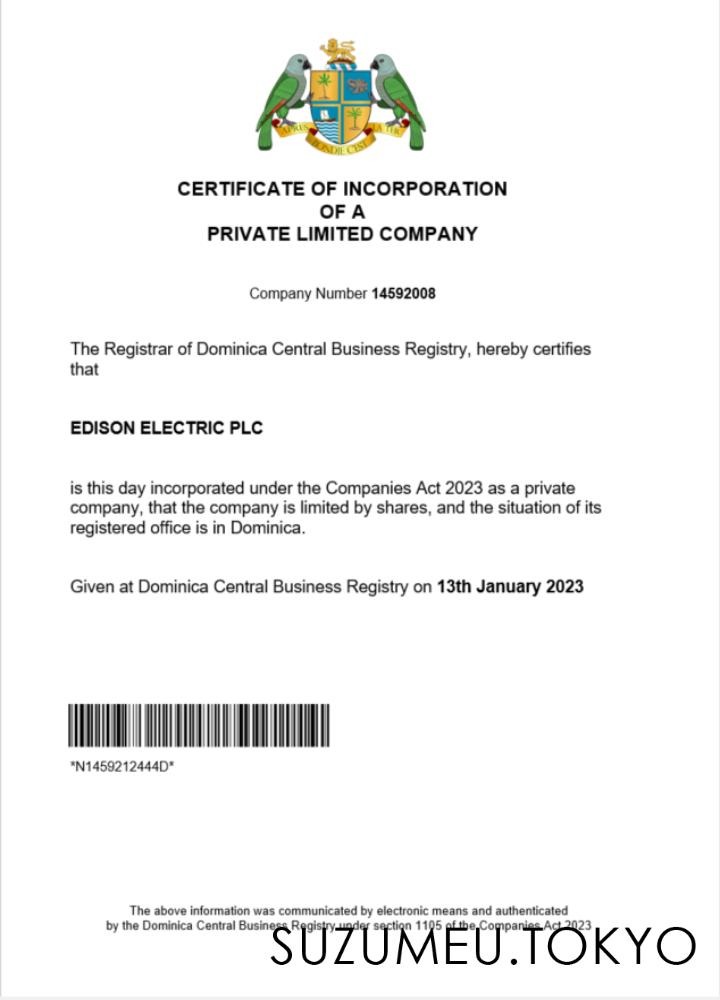 APRES BONDIE C'EST LA TER
CERTIFICATE OF INCORPORATION
OF A
PRIVATE LIMITED COMPANY
Company Number 14592008
The Registrar of Dominica Central Business Registry, hereby certifies
that
EDISON ELECTRIC PLC
is this day incorporated under the Companies Act 2023 as a private
company, that the company is limited by shares, and the situation of its
registered office is in Dominica.
Given at Dominica Central Business Registry on 13th January 2023
*N1459212444D*
The above information was communicated by electronic means and authenticated
by the Dominica Central Business Registry under section 1105 of the Companies Act 2023
SUZUMEU.TOKYO